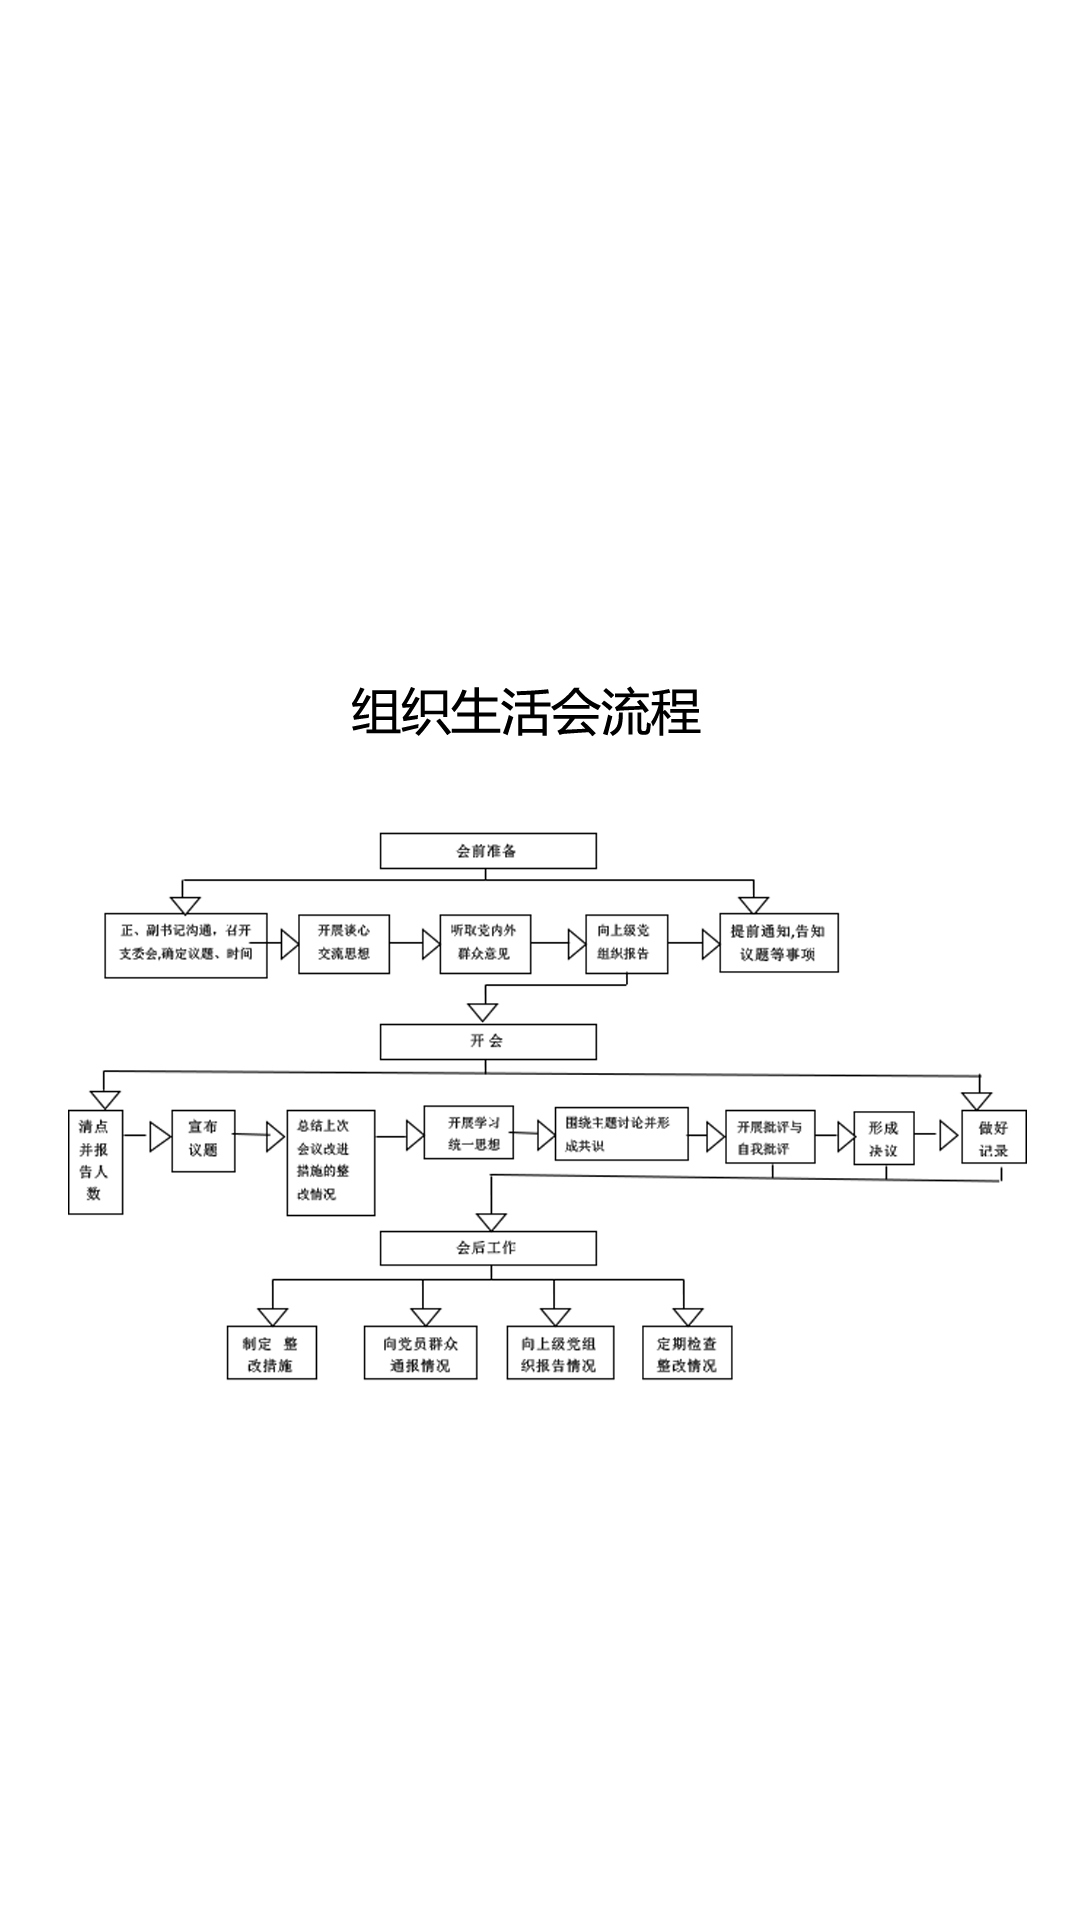 组织生活会流程
会前准备
正、副书记沟通，召开
支委会,确定议题、时间
开展谈心
交流思想
听取党内外
群众意见
向上级党
组织报告
提前通知,告知
议题等事项
开 会
清点
并报
告人
数
宣布
议题
总结上次
会议改进
措施的整
改情况
开展学习
统一思想
围绕主题讨论并形
成共识
开展批评与
自我批评
形成
决议
做好
记录
会后工作
制定 整
改措施
向党员群众
通报情况
向上级党组
织报告情况
定期检查
整改情况